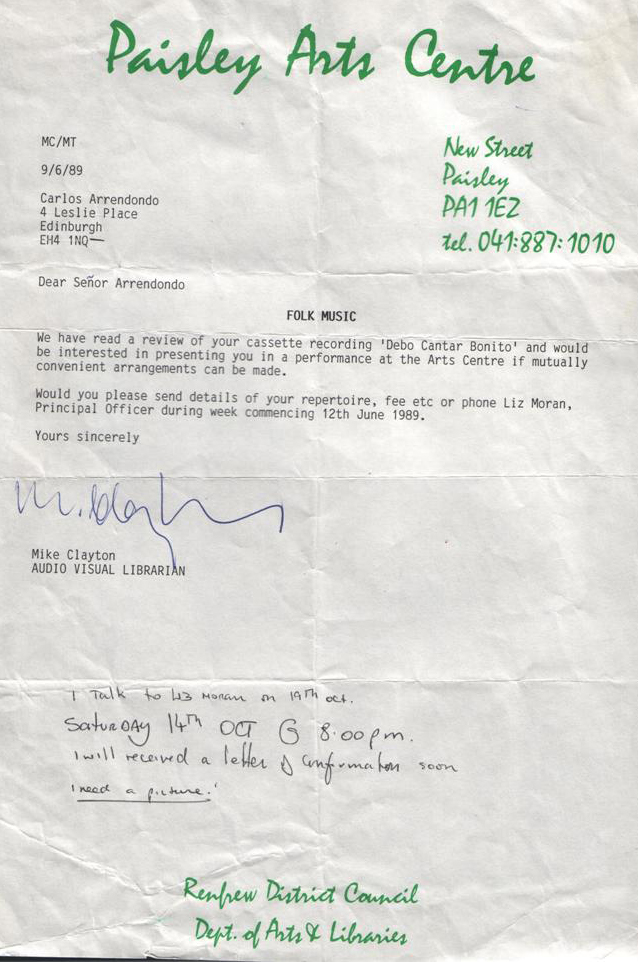 Paisley Arts Centre
MC/MT
9/6/89
Carlos Arrendondo
4 Leslie Place
Edinburgh
EH4 1NQ
New Street
Paisley
PA1 1EZ
tel. 041:887:1010
Dear Señor Arrendondo
FOLK MUSIC
We have read a review of your cassette recording 'Debo Cantar Bonito' and would
be interested in presenting you in a performance at the Arts Centre if mutually
convenient arrangements can be made.
Would you please send details of your repertoire, fee etc or phone Liz Moran,
Principal Officer during week commencing 12th June 1989.
Yours sincerely
M. Clayton
Mike Clayton
AUDIO VISUAL LIBRARIAN
I Talk to Liz Moran on 19th oct.
SaturDAY 14th OCT @ 8.00pm.
I will received a letter of confirmation soon
I need a picture.
Renfrew District Council
Dept. of Arts & Libraries